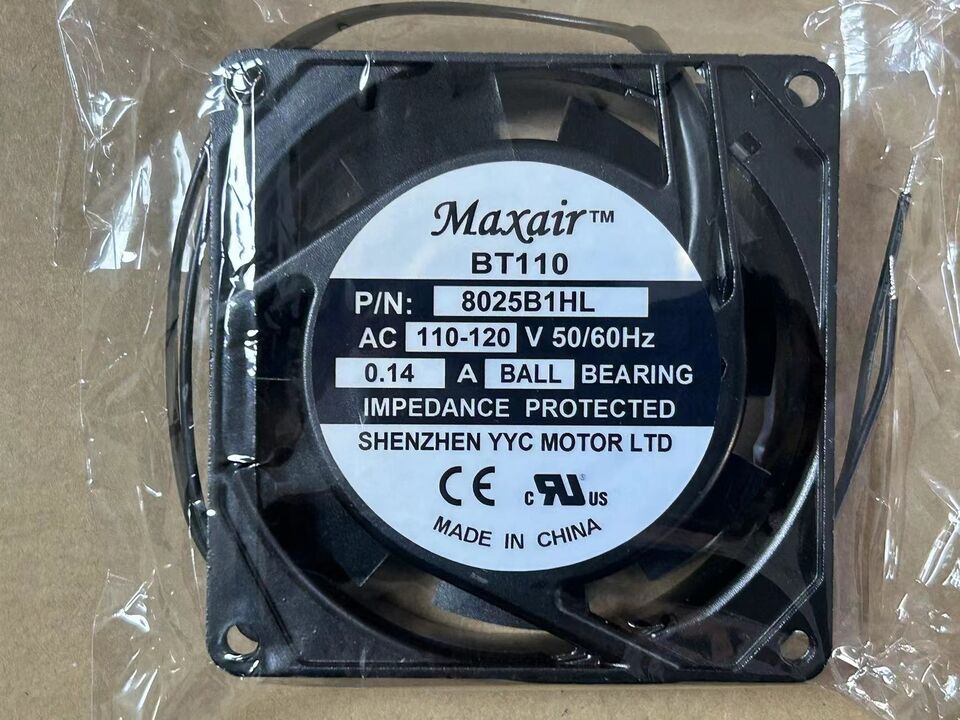 Maxair™
BT110
P/N: 8025B1HL
AC 110-120 V 50/60Hz
0.14 A BALL BEARING
IMPEDANCE PROTECTED
SHENZHEN YYC MOTOR LTD
CE c RU ® US
MADE IN CHINA